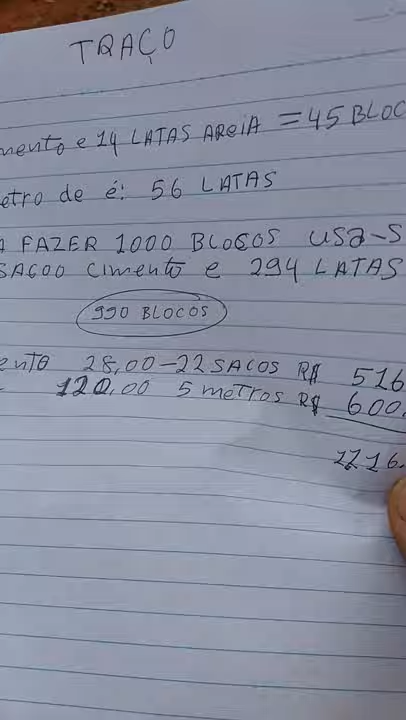 TRAÇO
mento e 14 LATAS AREIA = 45 BLOC
etro de é: 56 LATAS
A FAZER 1000 BLOCOS USA-S
SACOO CIMENTO e 294 LATAS
990 BLOCOS
ENTO 28,00-22 SACOS R$ 516
120,00 5 METROS R$ 600,
1216.